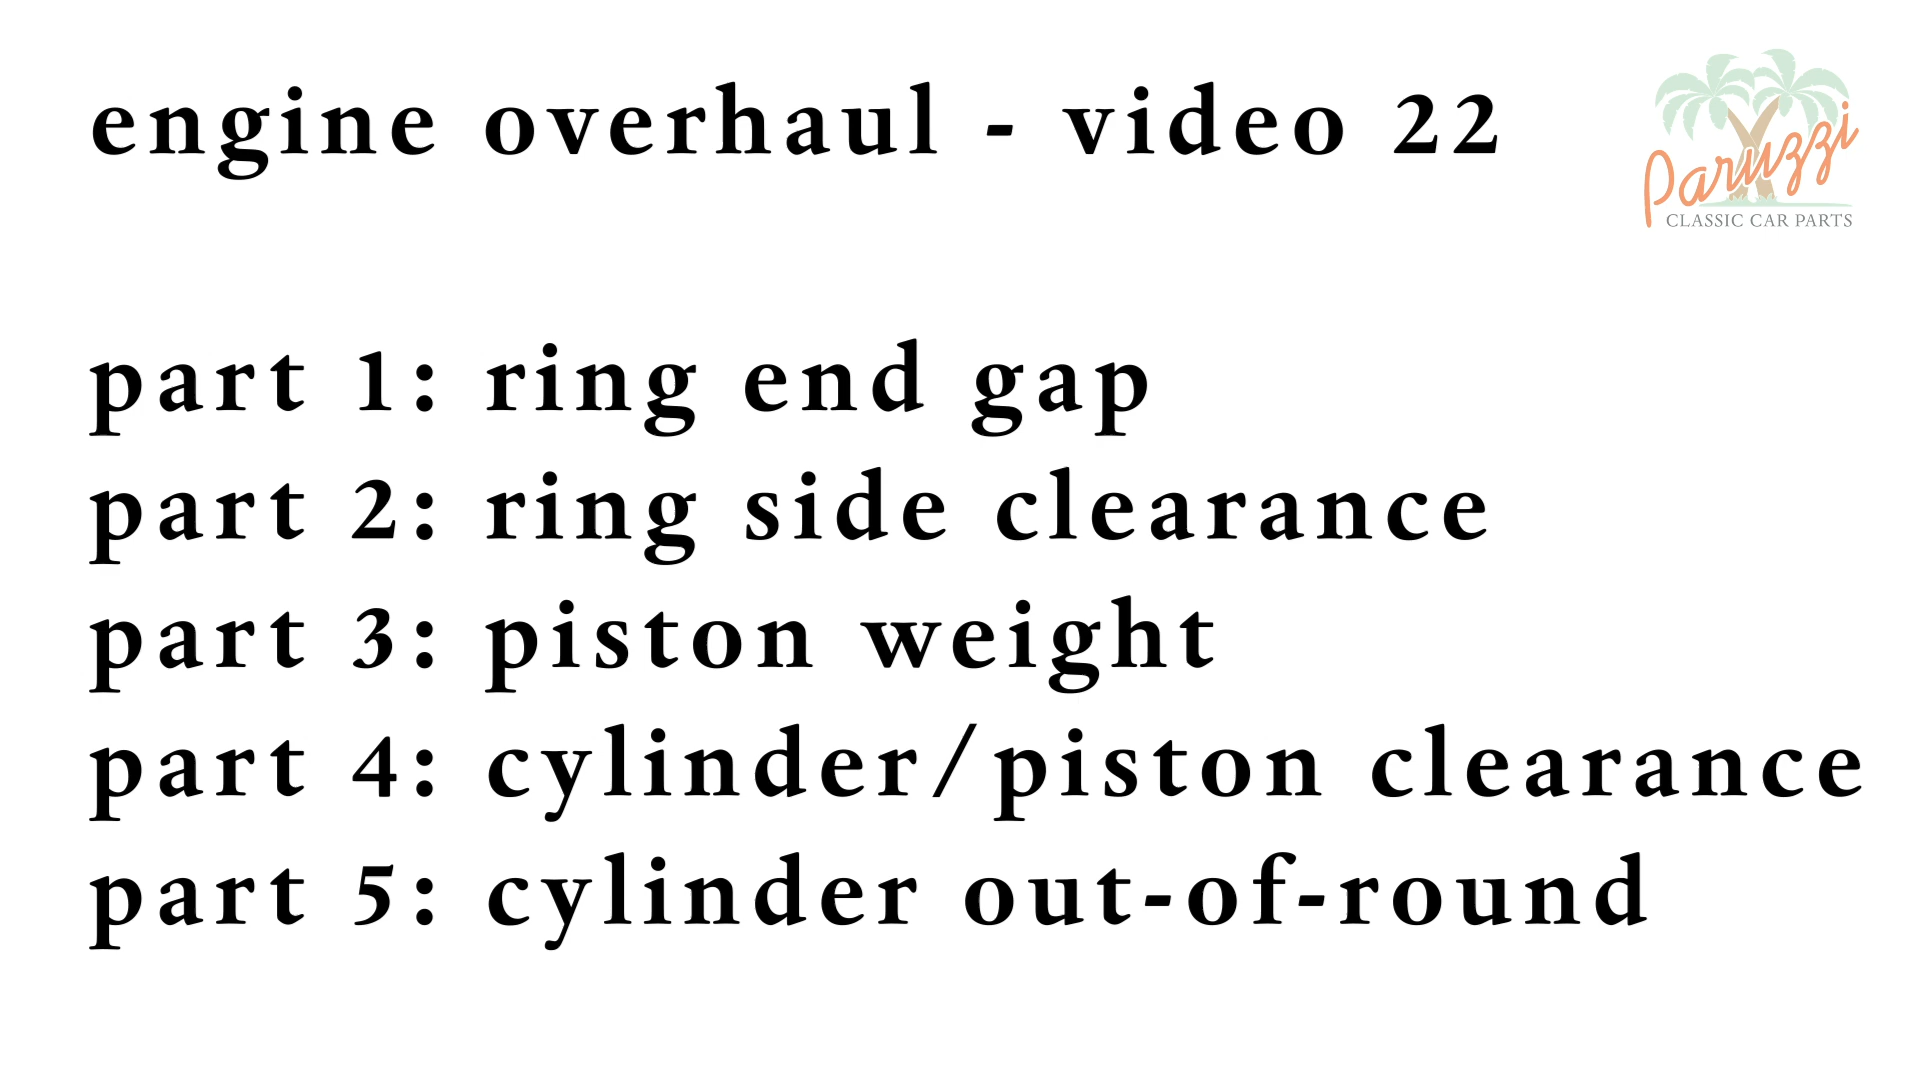 engine overhaul - video 22
Paruzzi
CLASSIC CAR PARTS
part 1: ring end gap
part 2: ring side clearance
part 3: piston weight
part 4: cylinder/piston clearance
part 5: cylinder out-of-round